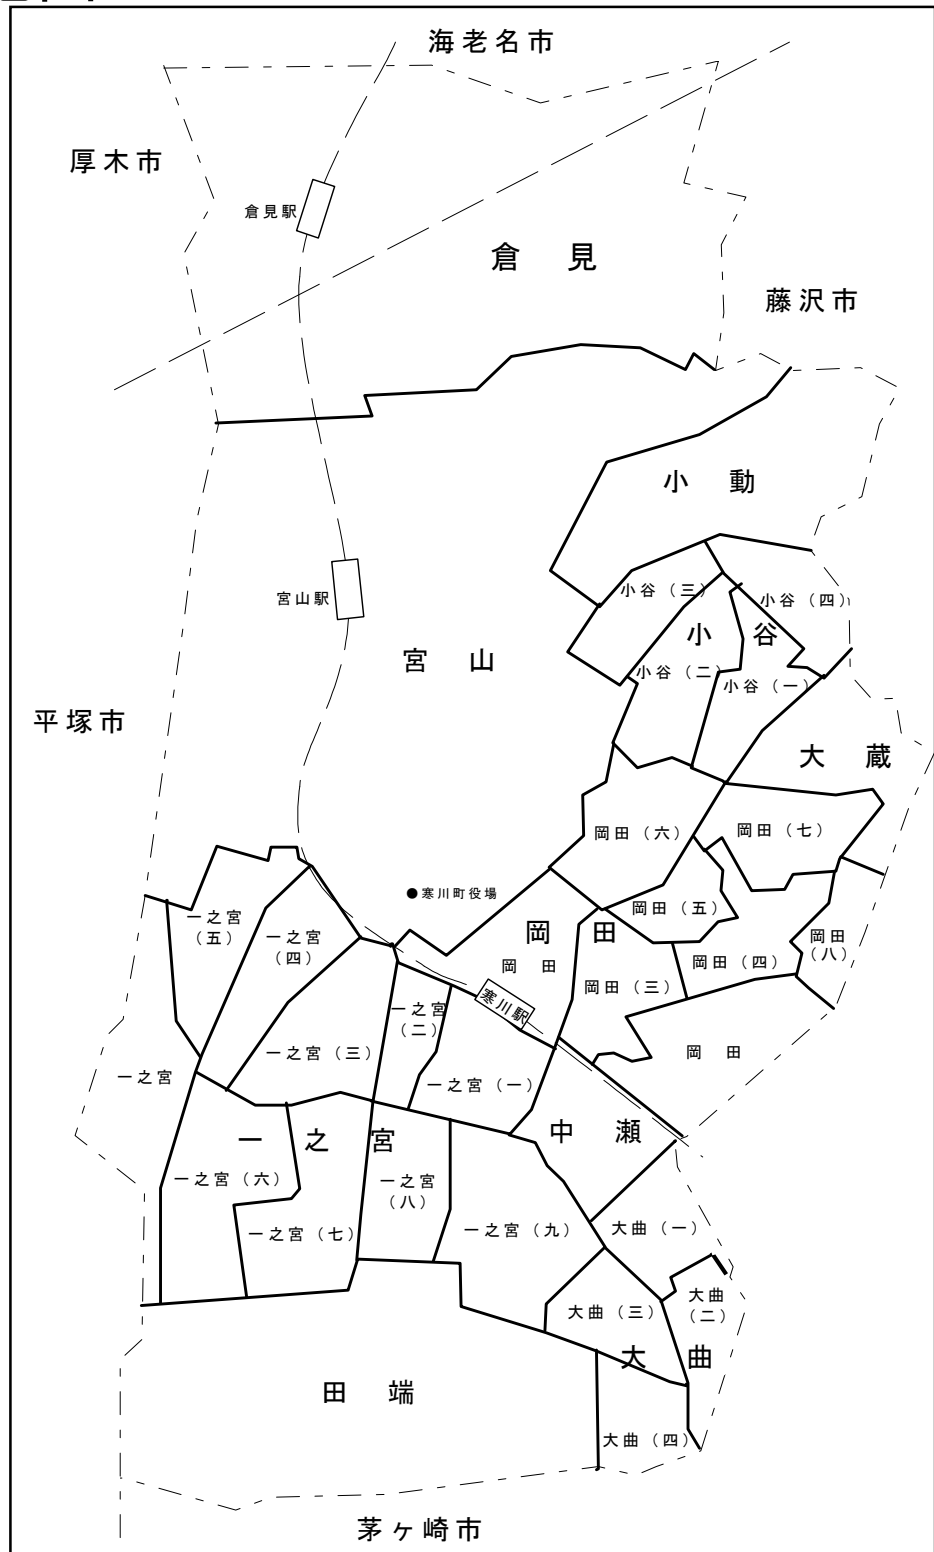 海老名市
厚木市
倉見駅
倉見
藤沢市
小動
小谷（三）
小谷（四）
宮山駅
小谷
宮山
小谷（二）
小谷（一）
平塚市
大蔵
岡田（六）
岡田（七）
寒川町役場
岡田（五）
一之宮
（五）
一之宮
（四）
岡田
岡田
岡田（四）
岡田
（八）
岡田（三）
寒川駅
一之宮
（二）
一之宮（三）
岡田
一之宮
一之宮（一）
一之宮
中瀬
一之宮（六）
一之宮
（八）
一之宮（七）
一之宮（九）
大曲（一）
大曲
（二）
大曲（三）
大曲
田端
大曲（四）
茅ヶ崎市